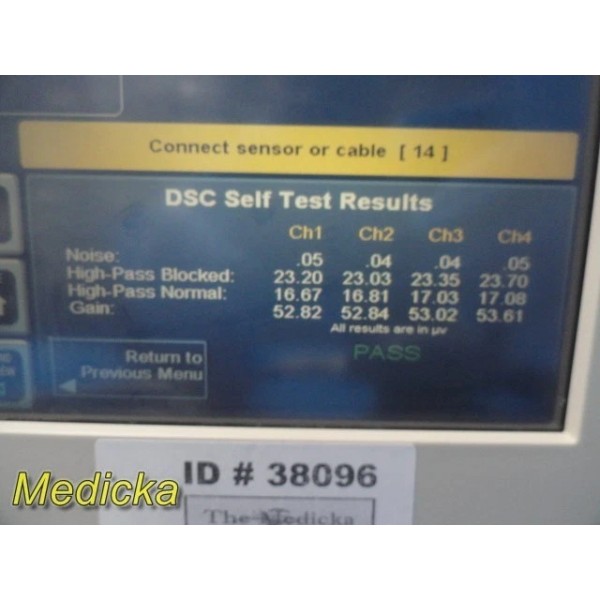 Connect sensor or cable [ 14 ]
DSC Self Test Results
Ch1 Ch2 Ch3 Ch4
Noise: .05 .04 .04 .05
High-Pass Blocked: 23.20 23.03 23.35 23.70
High-Pass Normal: 16.67 16.81 17.03 17.08
Gain: 52.82 52.84 53.02 53.61
All results are in µv
PASS
Return to
Previous Menu
ID # 38096
Medicka
The Medicka